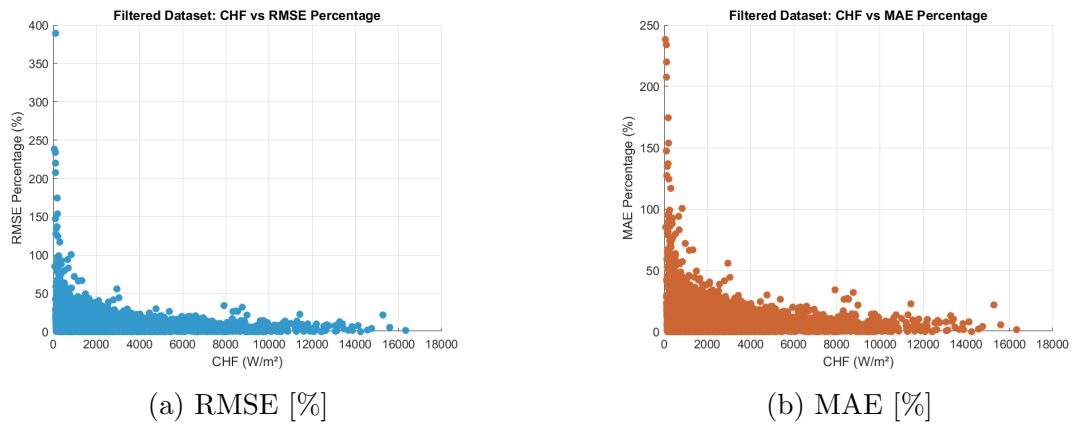 Filtered Dataset: CHF vs RMSE Percentage
400
350
300
250
200
150
100
50
0
RMSE Percentage (%)
0 2000 4000 6000 8000 10000 12000 14000 16000 18000
CHF (W/m²)
(a) RMSE [%]
Filtered Dataset: CHF vs MAE Percentage
250
200
150
100
50
0
MAE Percentage (%)
0 2000 4000 6000 8000 10000 12000 14000 16000 18000
CHF (W/m²)
(b) MAE [%]